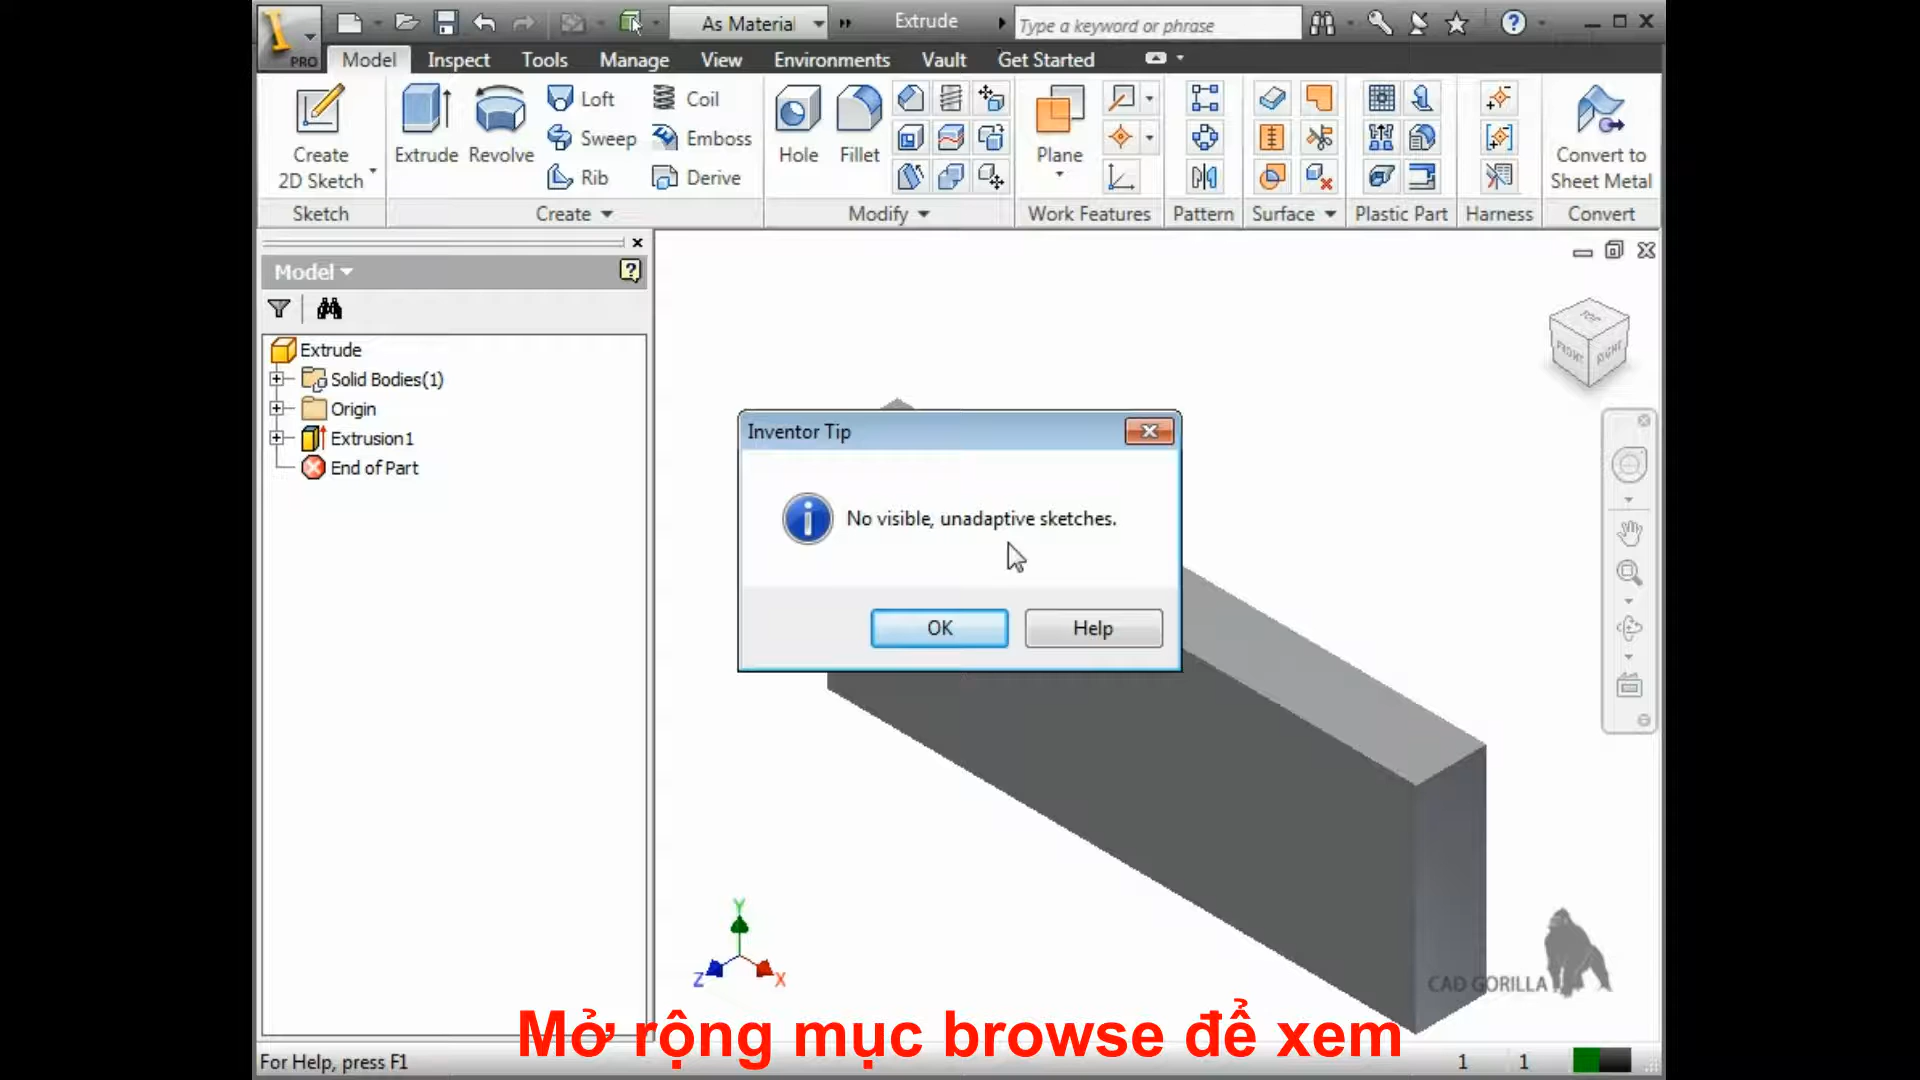 As Material
Extrude
Type a keyword or phrase
PRO
Model
Inspect
Tools
Manage
View
Environments
Vault
Get Started
Create
2D Sketch
Extrude
Revolve
Loft
Sweep
Rib
Coil
Emboss
Derive
Hole
Fillet
Plane
Convert to
Sheet Metal
Sketch
Create
Modify
Work Features
Pattern
Surface
Plastic Part
Harness
Convert
Model
Extrude
Solid Bodies(1)
Origin
Extrusion1
End of Part
TOP
FRONT
RIGHT
Inventor Tip
No visible, unadaptive sketches.
OK
Help
Y
Z
X
CAD GORILLA
Mở rộng mục browse để xem
For Help, press F1
1
1